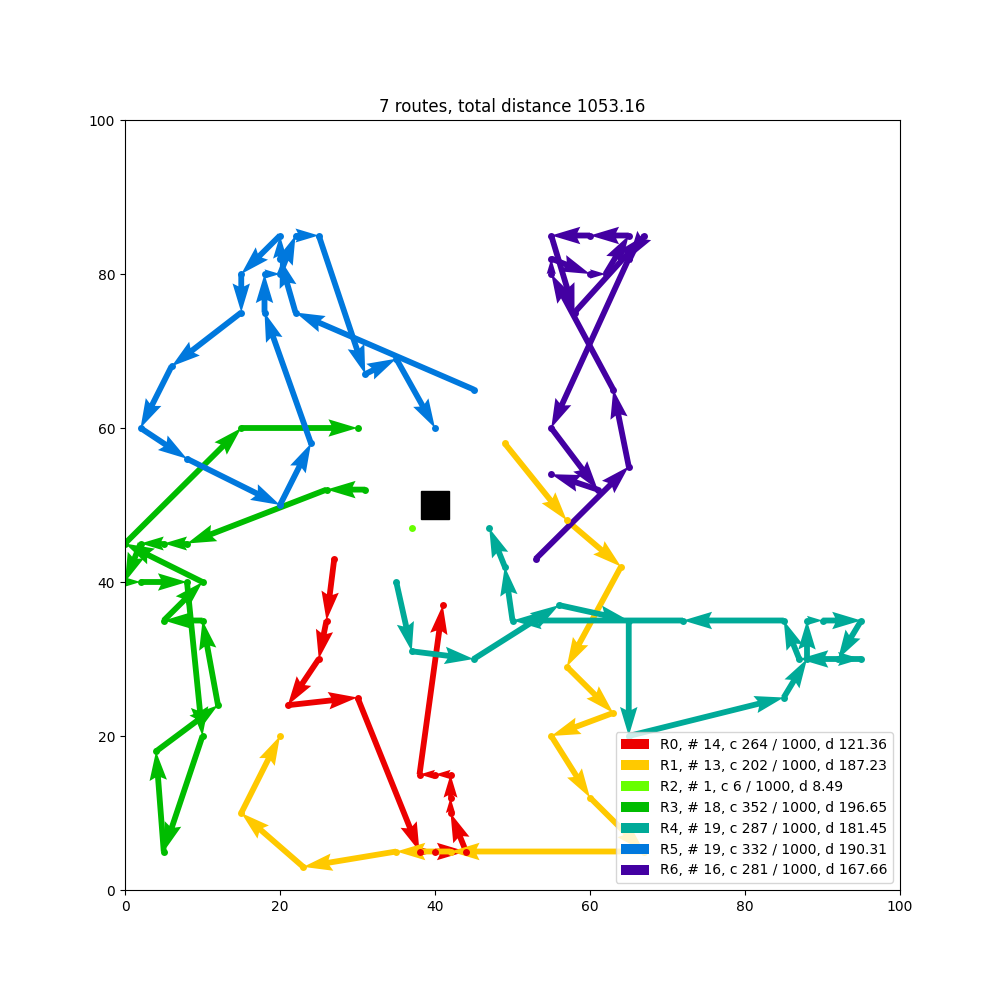 7 routes, total distance 1053.16
100
80
60
40
20
0
0 20 40 60 80 100
R0, # 14, c 264 / 1000, d 121.36
R1, # 13, c 202 / 1000, d 187.23
R2, # 1, c 6 / 1000, d 8.49
R3, # 18, c 352 / 1000, d 196.65
R4, # 19, c 287 / 1000, d 181.45
R5, # 19, c 332 / 1000, d 190.31
R6, # 16, c 281 / 1000, d 167.66